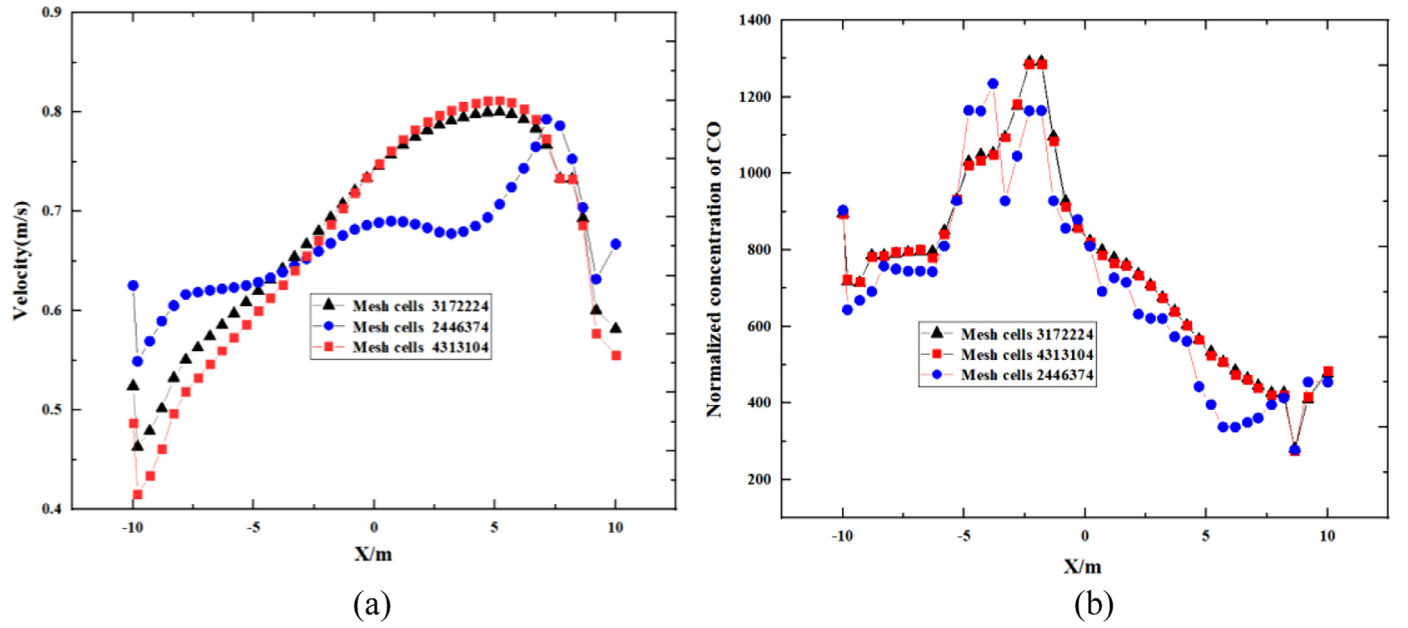 0.9
0.8
0.7
0.6
0.5
0.4
Velocity(m/s)
Mesh cells 3172224
Mesh cells 2446374
Mesh cells 4313104
-10 -5 0 5 10
X/m
(a)
1400
1200
1000
800
600
400
200
Normalized concentration of CO
Mesh cells 3172224
Mesh cells 4313104
Mesh cells 2446374
-10 -5 0 5 10
X/m
(b)